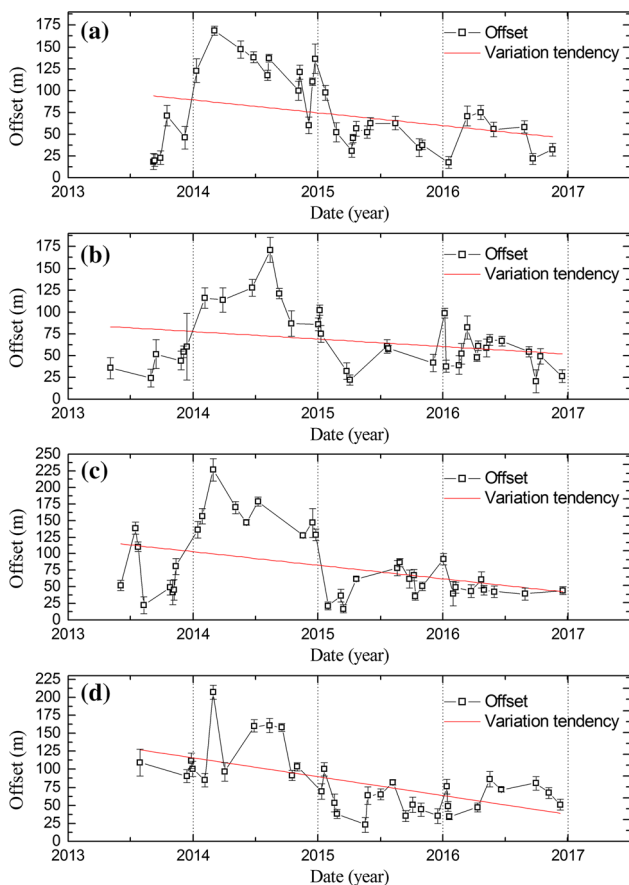 (a)
Offset
Variation tendency
Offset (m)
175
150
125
100
75
50
25
0
2013 2014 2015 2016 2017
Date (year)
(b)
Offset
Variation tendency
Offset (m)
175
150
125
100
75
50
25
0
2013 2014 2015 2016 2017
Date (year)
(c)
Offset
Variation tendency
Offset (m)
250
225
200
175
150
125
100
75
50
25
0
2013 2014 2015 2016 2017
Date (year)
(d)
Offset
Variation tendency
Offset (m)
225
200
175
150
125
100
75
50
25
0
2013 2014 2015 2016 2017
Date (year)